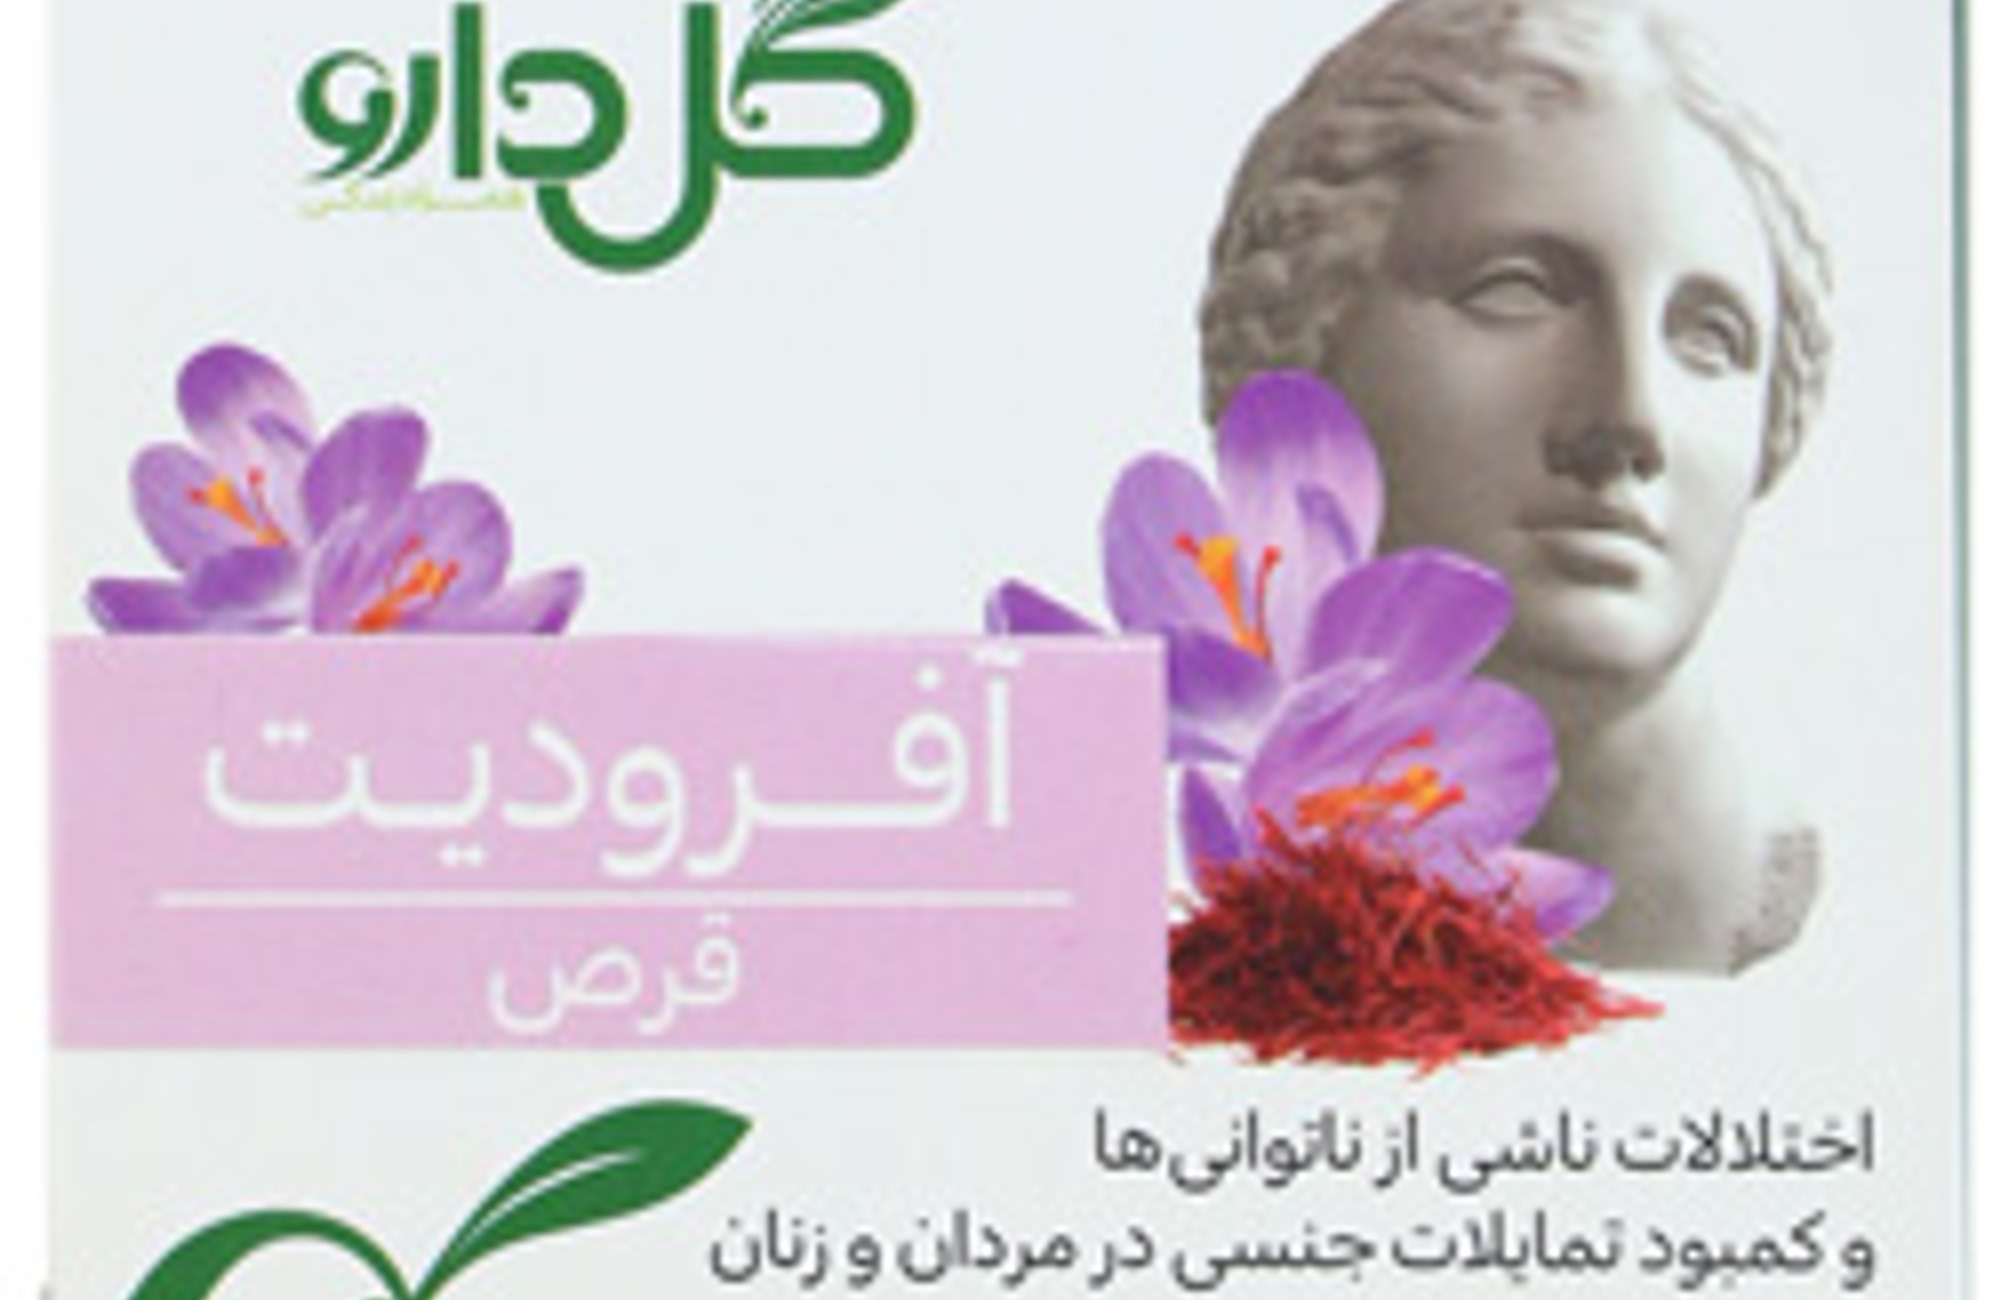 گل دارو
آفرودیت
قرص
اختلالات ناشی از ناتوانی‌ها
و کمبود تمایلات جنسی در مردان و زنان